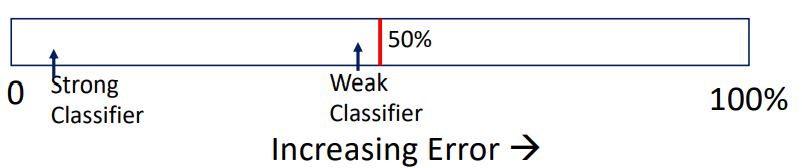 50%
0
Strong
Classifier
Weak
Classifier
100%
Increasing Error →